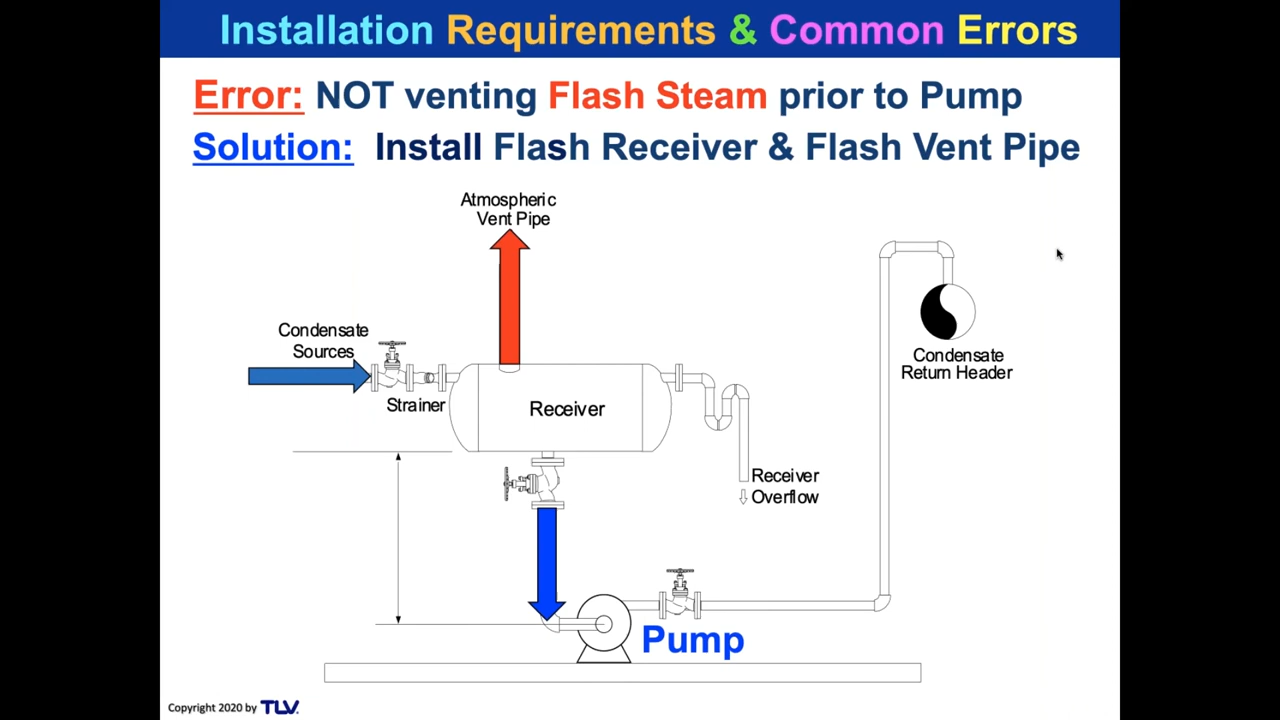 Installation Requirements & Common Errors
Error: NOT venting Flash Steam prior to Pump
Solution: Install Flash Receiver & Flash Vent Pipe
Atmospheric
Vent Pipe
Condensate
Sources
Strainer
Receiver
Condensate
Return Header
Receiver
Overflow
Pump
Copyright 2020 by TLV.